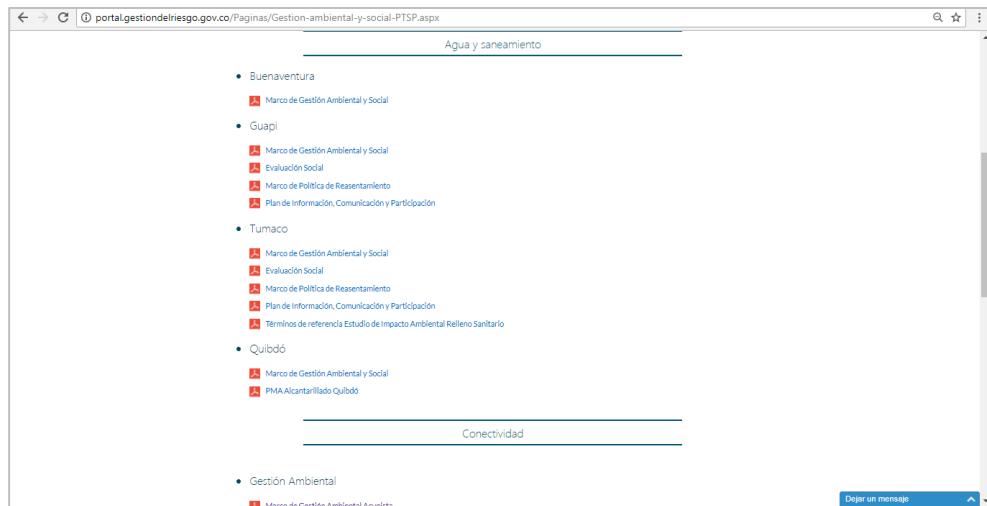 portal.gestiondelriesgo.gov.co/Paginas/Gestion-ambiental-y-social-PTSP.aspx
Agua y saneamiento
Buenaventura
Marco de Gestión Ambiental y Social
Guapi
Marco de Gestión Ambiental y Social
Evaluación Social
Marco de Política de Reasentamiento
Plan de Información, Comunicación y Participación
Tumaco
Marco de Gestión Ambiental y Social
Evaluación Social
Marco de Política de Reasentamiento
Plan de Información, Comunicación y Participación
Términos de referencia Estudio de Impacto Ambiental Relleno Sanitario
Quibdó
Marco de Gestión Ambiental y Social
PMA Alcantarillado Quibdó
Conectividad
Gestión Ambiental
Marco de Gestión Ambiental
Dejar un mensaje